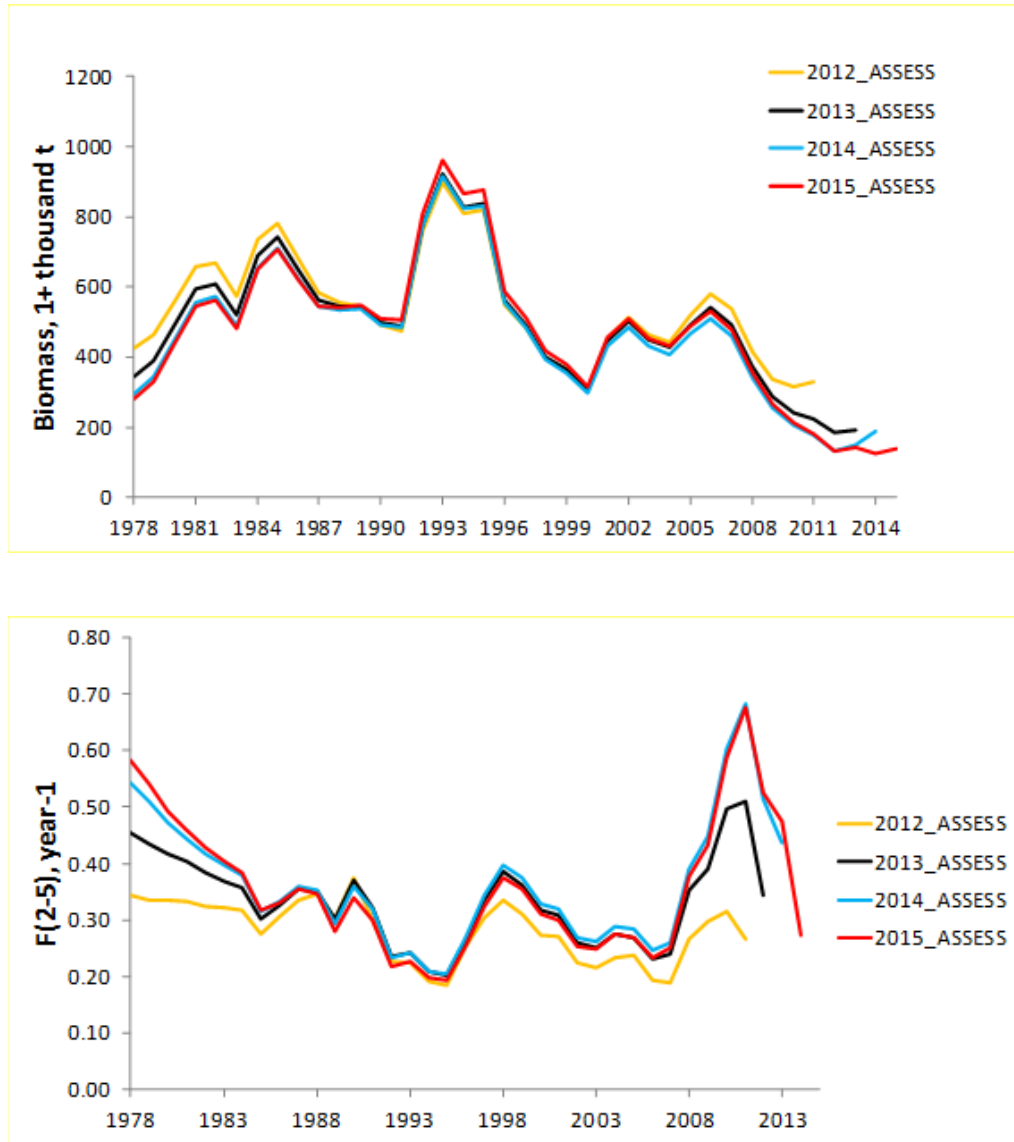 Biomass, 1+ thousand t
1200
1000
800
600
400
200
0
1978 1981 1984 1987 1990 1993 1996 1999 2002 2005 2008 2011 2014
2012_ASSESS
2013_ASSESS
2014_ASSESS
2015_ASSESS
F(2-5), year-1
0.80
0.70
0.60
0.50
0.40
0.30
0.20
0.10
0.00
1978 1983 1988 1993 1998 2003 2008 2013
2012_ASSESS
2013_ASSESS
2014_ASSESS
2015_ASSESS